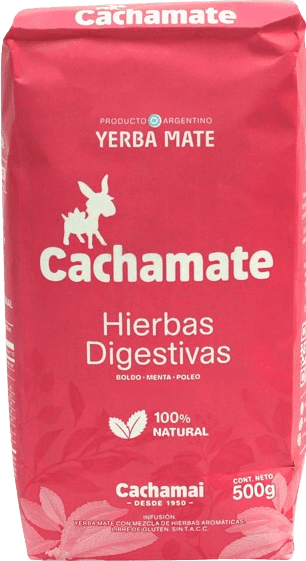 Cachamate
PRODUCTO ARGENTINO
YERBA MATE
Cachamate
Hierbas
Digestivas
BOLDO - MENTA - POLEO
100%
NATURAL
Cachamai
– DESDE 1950 –
CONT. NETO
500g
INFUSIÓN.
YERBA MATE CON MEZCLA DE HIERBAS AROMÁTICAS.
LIBRE DE GLUTEN. SIN T.A.C.C.